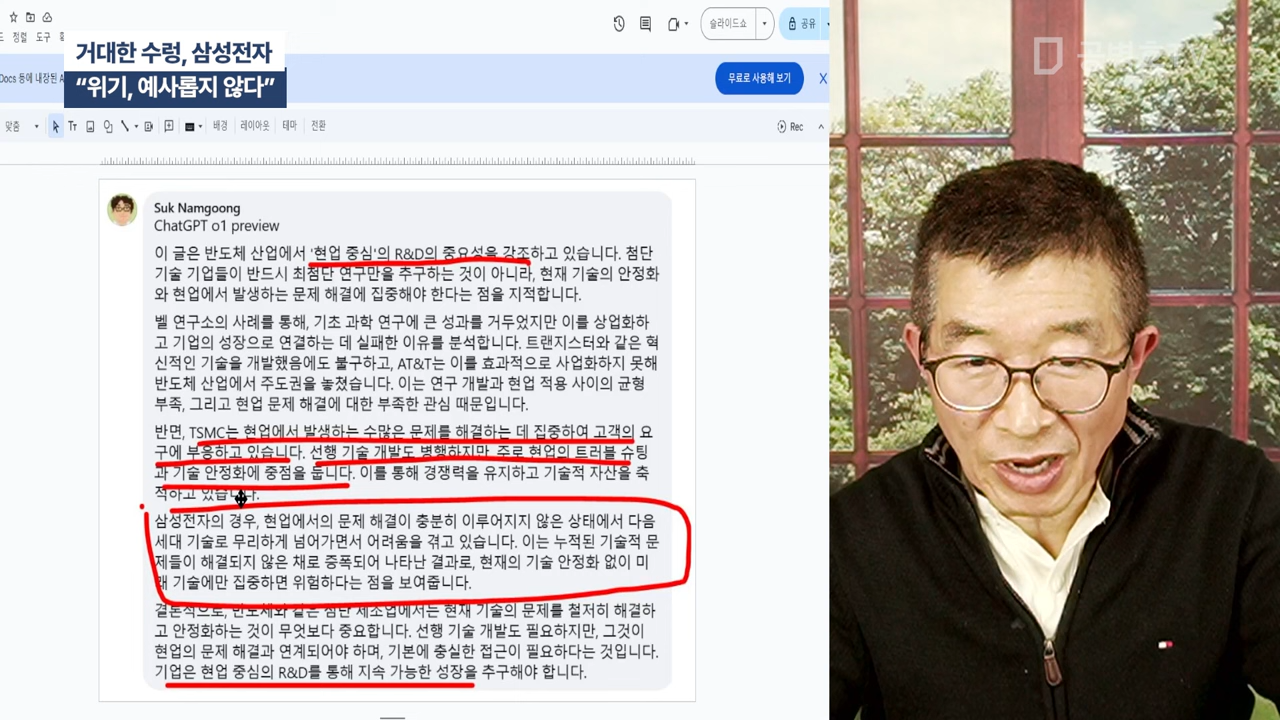 정렬 도구
슬라이드쇼
공유
거대한 수렁, 삼성전자
Docs 등에 내장된
“위기, 예사롭지 않다”
무료로 사용해 보기
X
맞춤
배경 레이아웃 테마 전환
Rec
Suk Namgoong
ChatGPT o1 preview
이 글은 반도체 산업에서 '현업 중심'의 R&D의 중요성을 강조하고 있습니다. 첨단
기술 기업들이 반드시 최첨단 연구만을 추구하는 것이 아니라, 현재 기술의 안정화
와 현업에서 발생하는 문제 해결에 집중해야 한다는 점을 지적합니다.
벨 연구소의 사례를 통해, 기초 과학 연구에 큰 성과를 거두었지만 이를 상업화하
고 기업의 성장으로 연결하는 데 실패한 이유를 분석합니다. 트랜지스터와 같은 혁
신적인 기술을 개발했음에도 불구하고, AT&T는 이를 효과적으로 사업화하지 못해
반도체 산업에서 주도권을 놓쳤습니다. 이는 연구 개발과 현업 적용 사이의 균형
부족, 그리고 현업 문제 해결에 대한 부족한 관심 때문입니다.
반면, TSMC는 현업에서 발생하는 수많은 문제를 해결하는 데 집중하여 고객의 요
구에 부응하고 있습니다. 선행 기술 개발도 병행하지만, 주로 현업의 트러블 슈팅
과 기술 안정화에 중점을 둡니다. 이를 통해 경쟁력을 유지하고 기술적 자산을 축
적하고 있습니다.
삼성전자의 경우, 현업에서의 문제 해결이 충분히 이루어지지 않은 상태에서 다음
세대 기술로 무리하게 넘어가면서 어려움을 겪고 있습니다. 이는 누적된 기술적 문
제들이 해결되지 않은 채로 증폭되어 나타난 결과로, 현재의 기술 안정화 없이 미
래 기술에만 집중하면 위험하다는 점을 보여줍니다.
결론적으로, 반도체와 같은 첨단 제조업에서는 현재 기술의 문제를 철저히 해결하
고 안정화하는 것이 무엇보다 중요합니다. 선행 기술 개발도 필요하지만, 그것이
현업의 문제 해결과 연계되어야 하며, 기본에 충실한 접근이 필요하다는 것입니다.
기업은 현업 중심의 R&D를 통해 지속 가능한 성장을 추구해야 합니다.